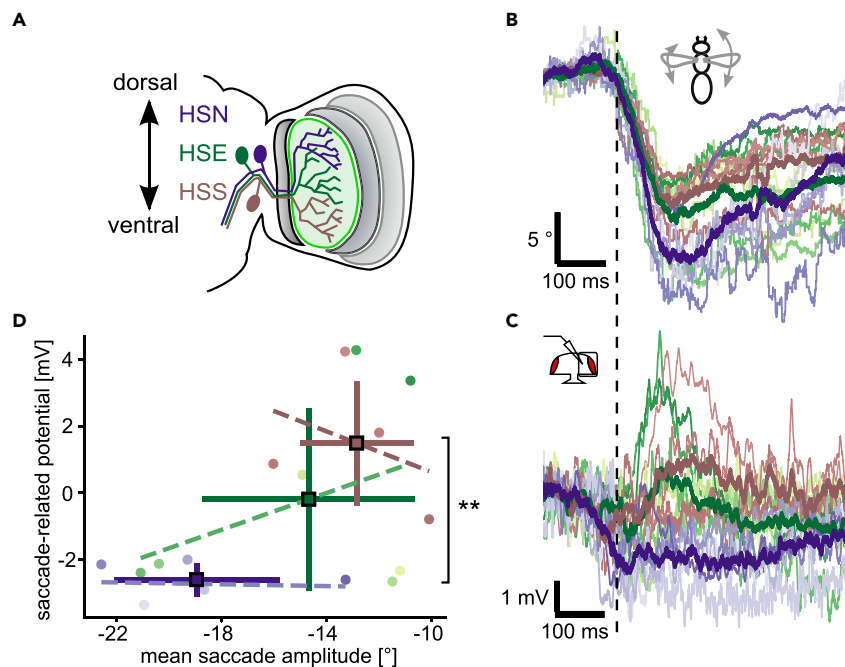 A
dorsal
HSN
HSE
HSS
ventral
B
5 °
100 ms
C
1 mV
100 ms
D
saccade-related potential [mV]
4
2
0
-2
**
-22
-18
-14
-10
mean saccade amplitude [°]